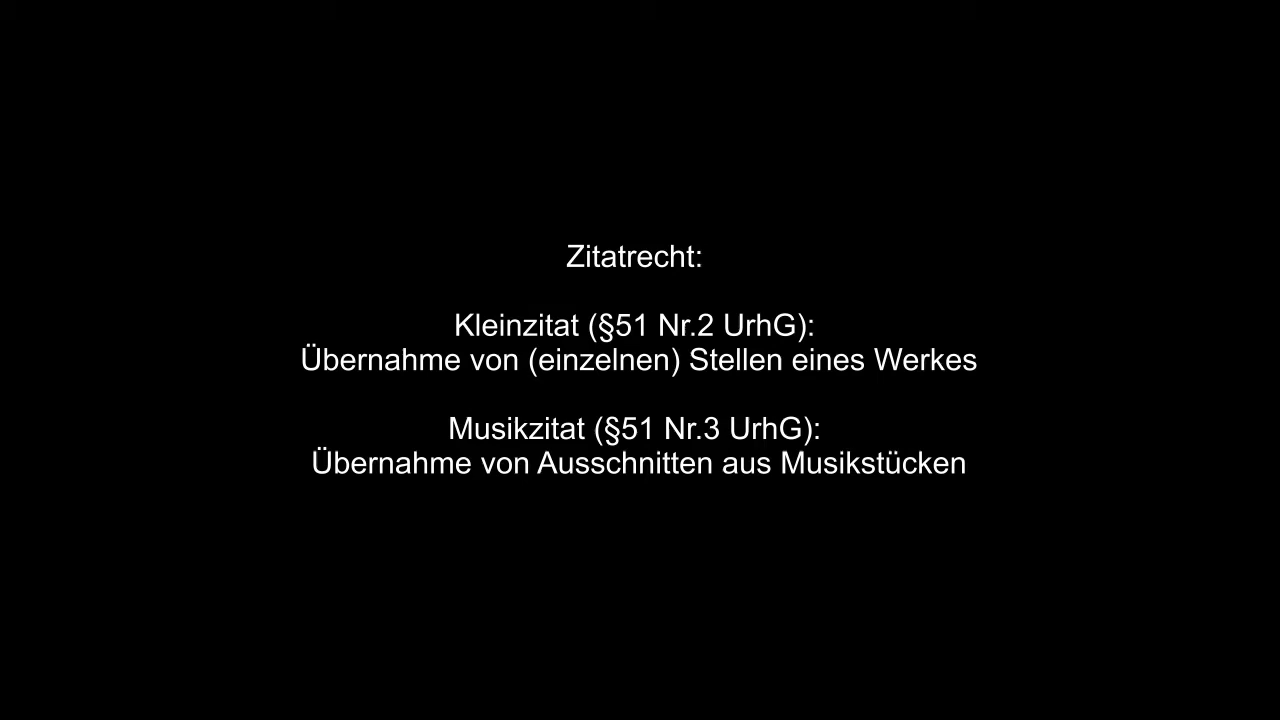 Zitatrecht:
Kleinzitat (§51 Nr.2 UrhG):
Übernahme von (einzelnen) Stellen eines Werkes
Musikzitat (§51 Nr.3 UrhG):
Übernahme von Ausschnitten aus Musikstücken